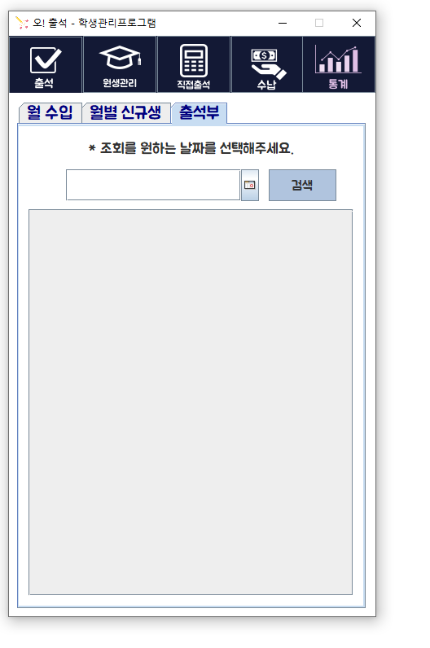 오! 출석 - 학생관리프로그램
출석 원생관리 직접출석 수납 통계
월 수입 월별 신규생 출석부
* 조회를 원하는 날짜를 선택해주세요.
검색